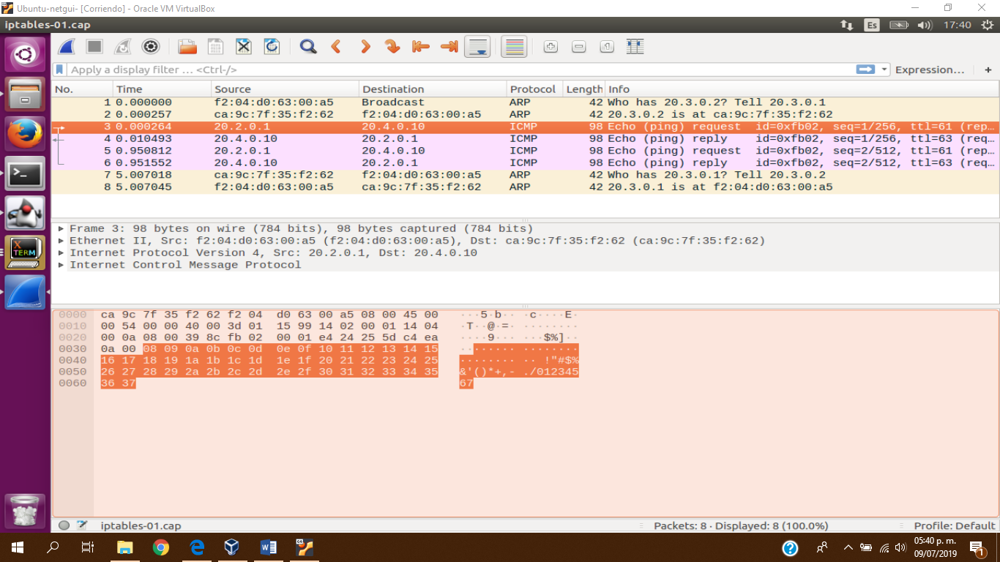 Ubuntu-netgui- [Corriendo] - Oracle VM VirtualBox
iptables-01.cap
Es
17:40
Apply a display filter ... <Ctrl-/>
Expression...
+
No. Time Source Destination Protocol Length Info
1 0.000000 f2:04:d0:63:00:a5 Broadcast ARP 42 Who has 20.3.0.2? Tell 20.3.0.1
2 0.000257 ca:9c:7f:35:f2:62 f2:04:d0:63:00:a5 ARP 42 20.3.0.2 is at ca:9c:7f:35:f2:62
3 0.000264 20.2.0.1 20.4.0.10 ICMP 98 Echo (ping) request id=0xfb02, seq=1/256, ttl=61 (rep...
4 0.010493 20.4.0.10 20.2.0.1 ICMP 98 Echo (ping) reply id=0xfb02, seq=1/256, ttl=63 (req...
5 0.950812 20.2.0.1 20.4.0.10 ICMP 98 Echo (ping) request id=0xfb02, seq=2/512, ttl=61 (rep...
6 0.951552 20.4.0.10 20.2.0.1 ICMP 98 Echo (ping) reply id=0xfb02, seq=2/512, ttl=63 (req...
7 5.007018 ca:9c:7f:35:f2:62 f2:04:d0:63:00:a5 ARP 42 Who has 20.3.0.1? Tell 20.3.0.2
8 5.007045 f2:04:d0:63:00:a5 ca:9c:7f:35:f2:62 ARP 42 20.3.0.1 is at f2:04:d0:63:00:a5
Frame 3: 98 bytes on wire (784 bits), 98 bytes captured (784 bits)
Ethernet II, Src: f2:04:d0:63:00:a5 (f2:04:d0:63:00:a5), Dst: ca:9c:7f:35:f2:62 (ca:9c:7f:35:f2:62)
Internet Protocol Version 4, Src: 20.2.0.1, Dst: 20.4.0.10
Internet Control Message Protocol
X TERM
0000 ca 9c 7f 35 f2 62 f2 04 d0 63 00 a5 08 00 45 00 ···5·b·· ·c····E·
0010 00 54 00 00 40 00 3d 01 15 99 14 02 00 01 14 04 ·T··@·=· ········
0020 00 0a 08 00 39 8c fb 02 00 01 e4 24 25 5d c4 ea ····9··· ···$%]··
0030 0a 00 08 09 0a 0b 0c 0d 0e 0f 10 11 12 13 14 15 ········ ········
0040 16 17 18 19 1a 1b 1c 1d 1e 1f 20 21 22 23 24 25 ········ ·· !"#$%
0050 26 27 28 29 2a 2b 2c 2d 2e 2f 30 31 32 33 34 35 &'()*+,- ./012345
0060 36 37 67
iptables-01.cap
Packets: 8 · Displayed: 8 (100.0%)
Profile: Default
05:40 p. m.
09/07/2019
1